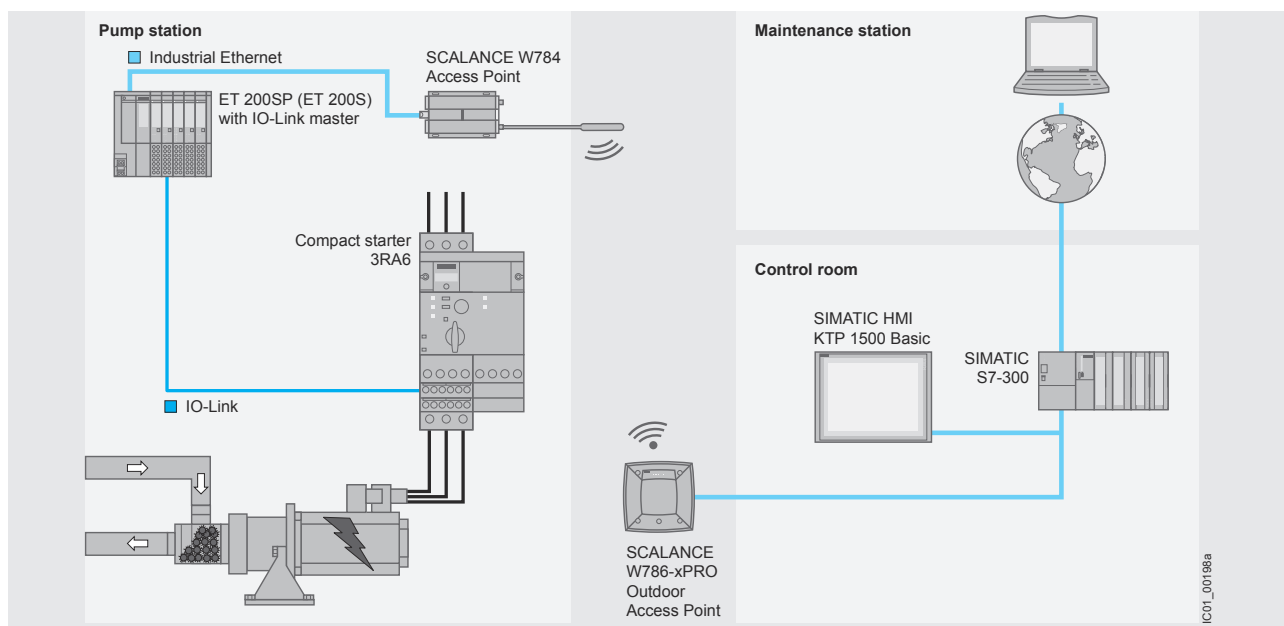 Pump station
Industrial Ethernet
SCALANCE W784
Access Point
ET 200SP (ET 200S)
with IO-Link master
Compact starter
3RA6
IO-Link
Maintenance station
Control room
SIMATIC HMI
KTP 1500 Basic
SIMATIC
S7-300
SCALANCE
W786-xPRO
Outdoor
Access Point
IC01_00198a